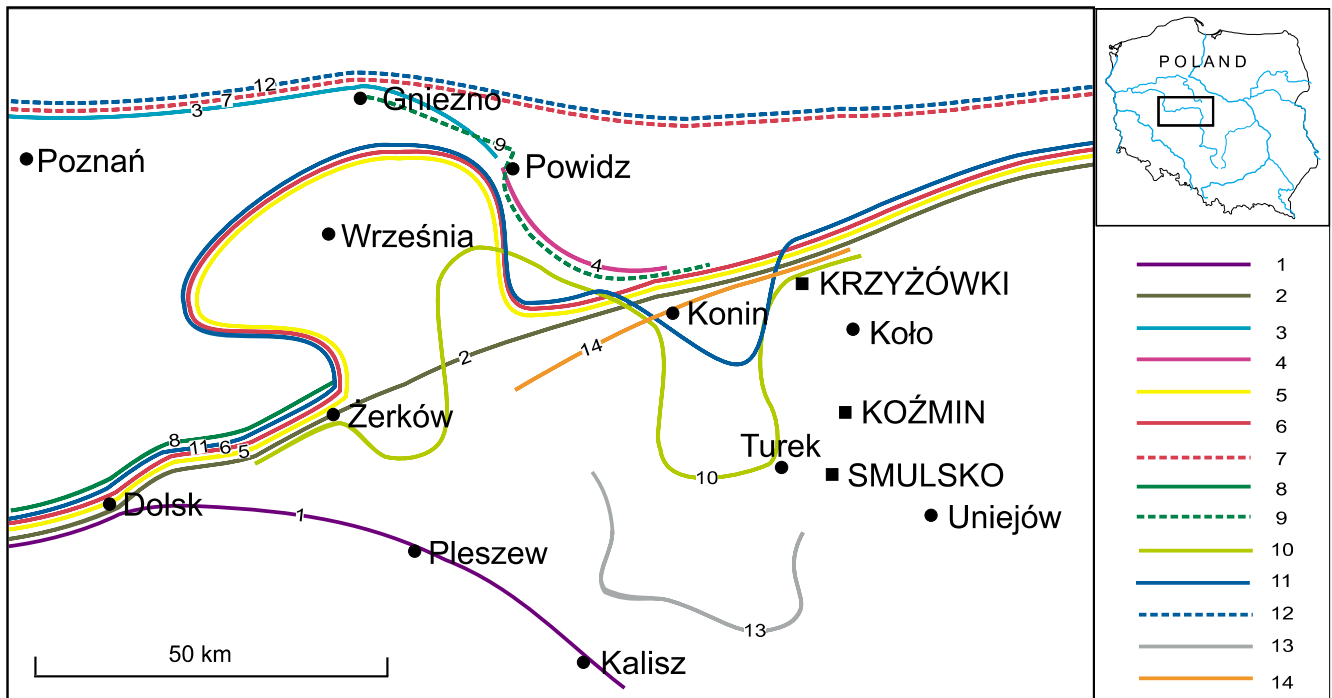 12
7
3
Gniezno
9
Poznań
Powidz
Września
4
KRZYŻÓWKI
Konin
Koło
14
2
Żerków
KOŹMIN
8
11
6
5
Turek
10
SMULSKO
Dolsk
1
Uniejów
Pleszew
13
50 km
Kalisz
POLAND
1
2
3
4
5
6
7
8
9
10
11
12
13
14